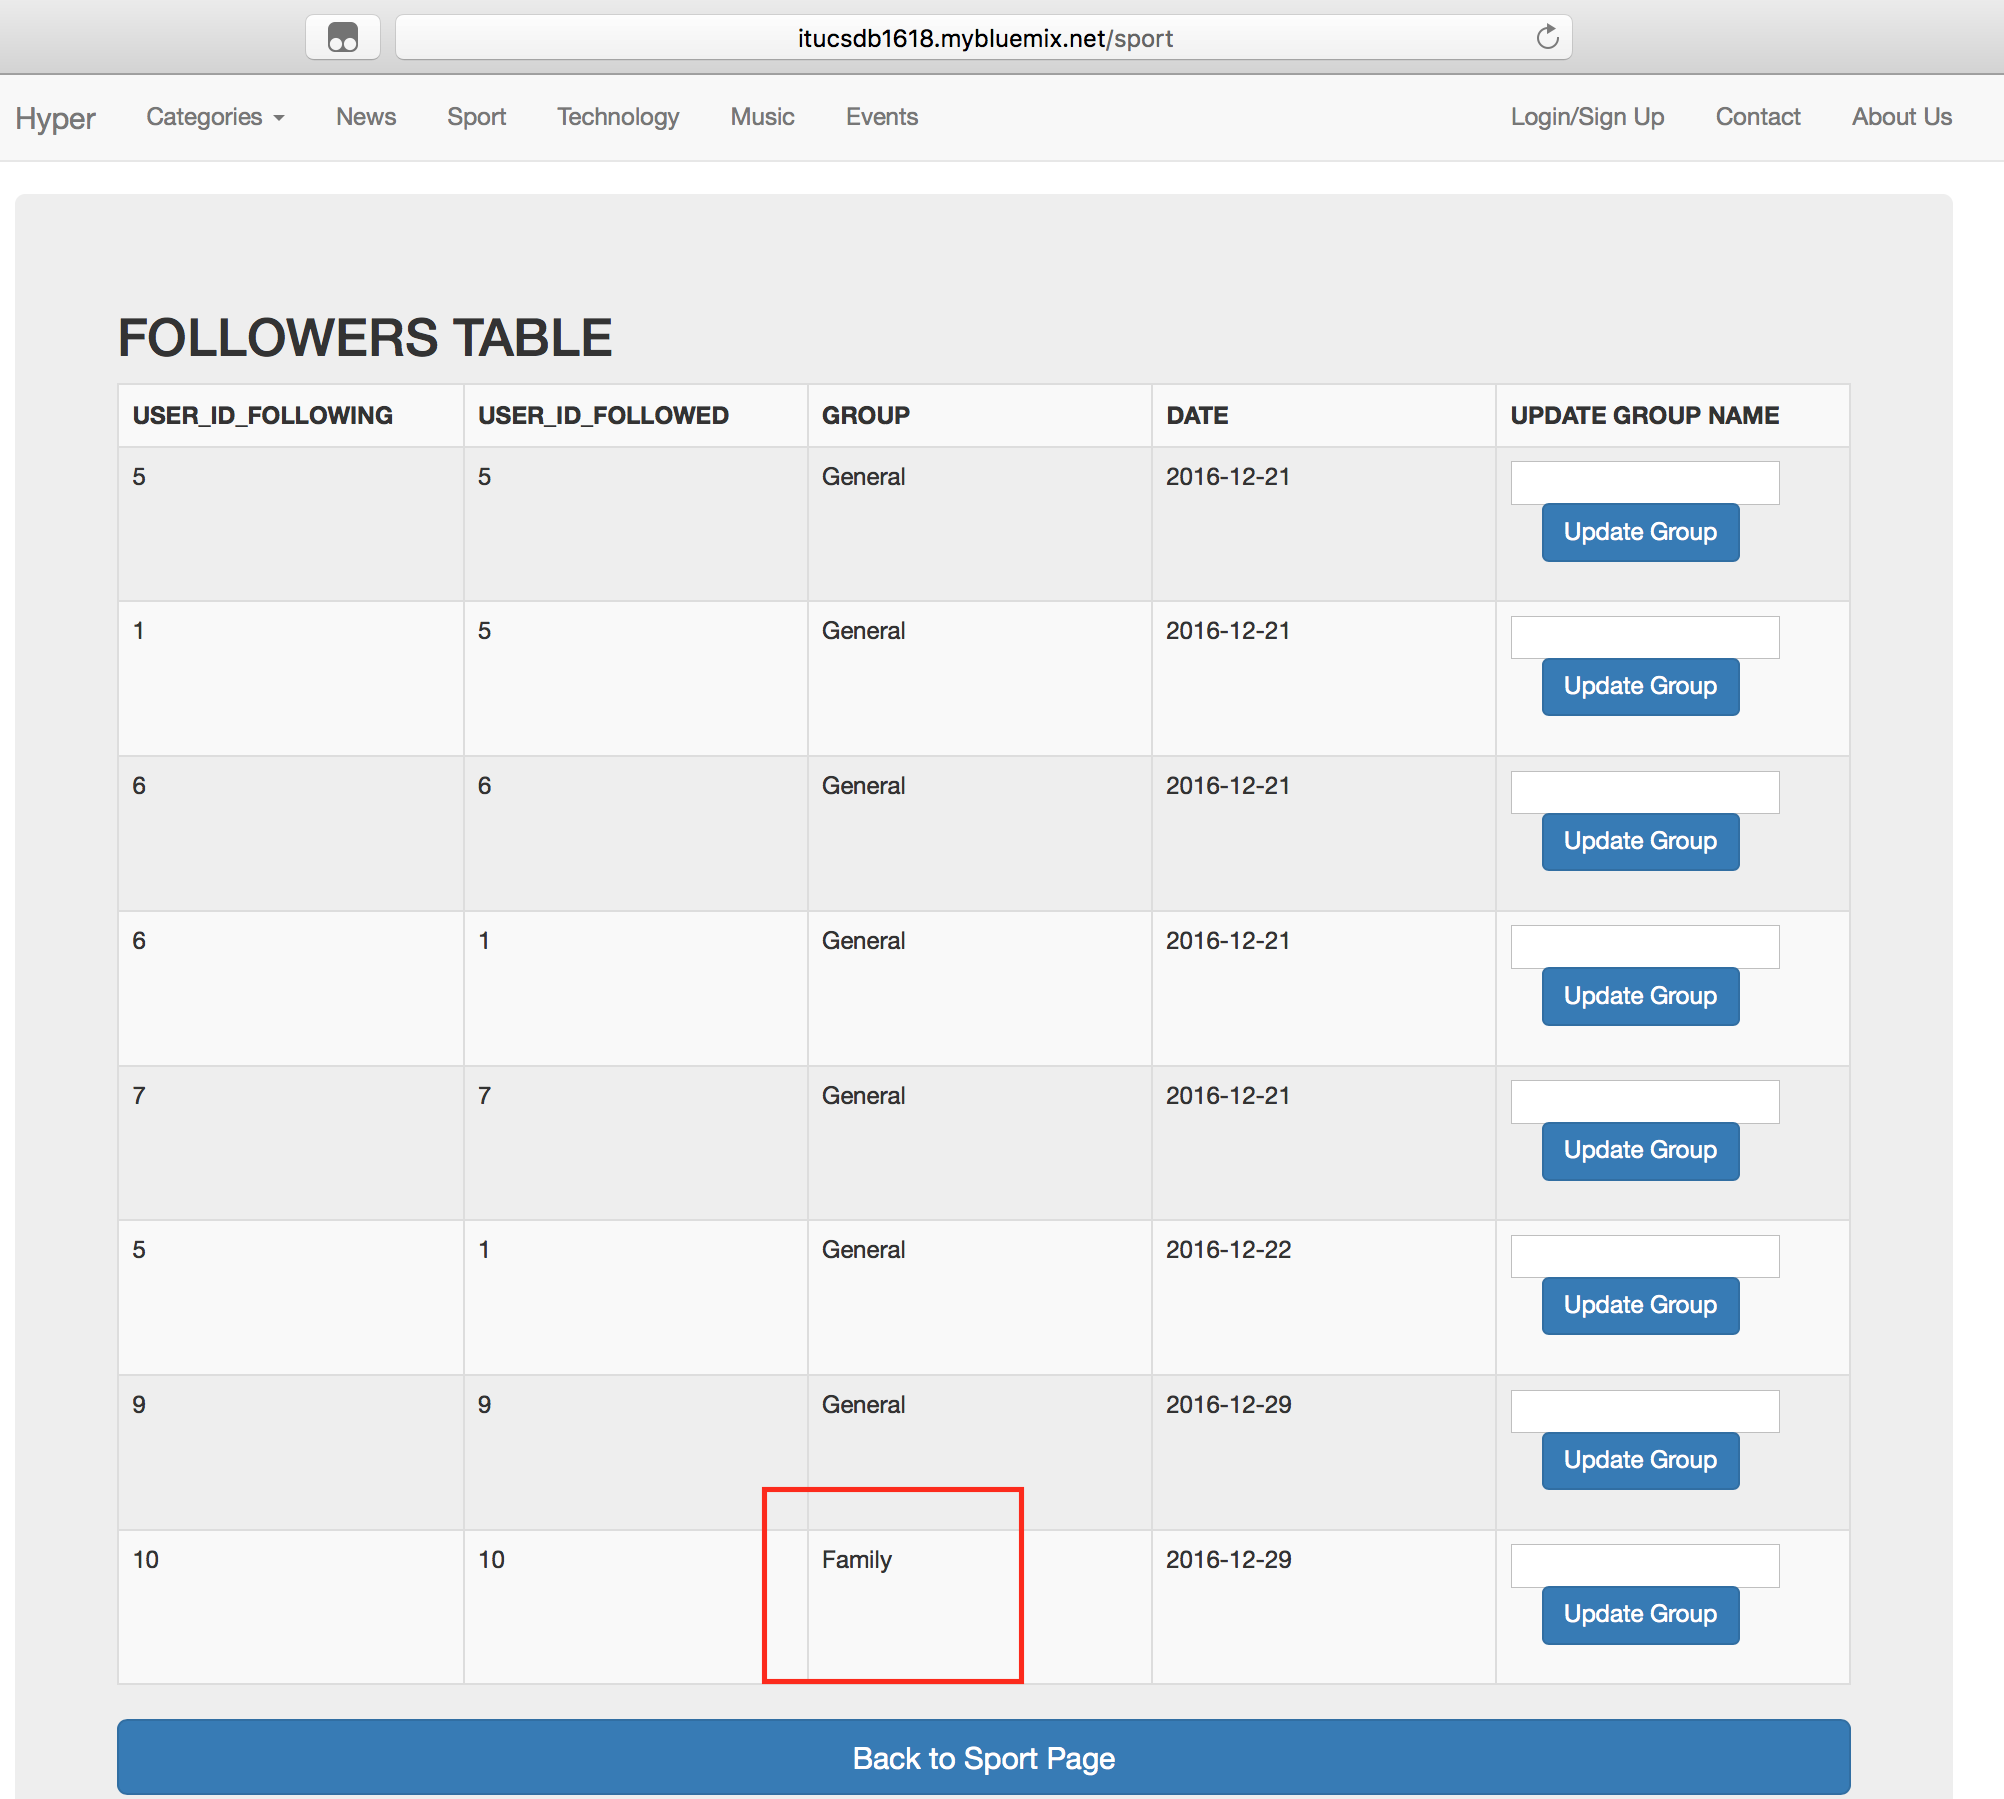 itucsdb1618.mybluemix.net/sport
Hyper Categories News Sport Technology Music Events Login/Sign Up Contact About Us
FOLLOWERS TABLE
USER_ID_FOLLOWING USER_ID_FOLLOWED GROUP DATE UPDATE GROUP NAME
5 5 General 2016-12-21
Update Group
1 5 General 2016-12-21
Update Group
6 6 General 2016-12-21
Update Group
6 1 General 2016-12-21
Update Group
7 7 General 2016-12-21
Update Group
5 1 General 2016-12-22
Update Group
9 9 General 2016-12-29
Update Group
10 10 Family 2016-12-29
Update Group
Back to Sport Page